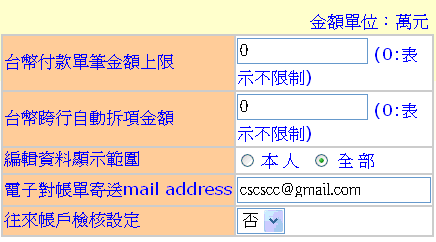 金額單位：萬元
台幣付款單筆金額上限 0 (0:表
示不限制)
台幣跨行自動拆項金額 0 (0:表
示不限制)
編輯資料顯示範圍 本人 全部
電子對帳單寄送mail address cscscc@gmail.com
往來帳戶檢核設定 否